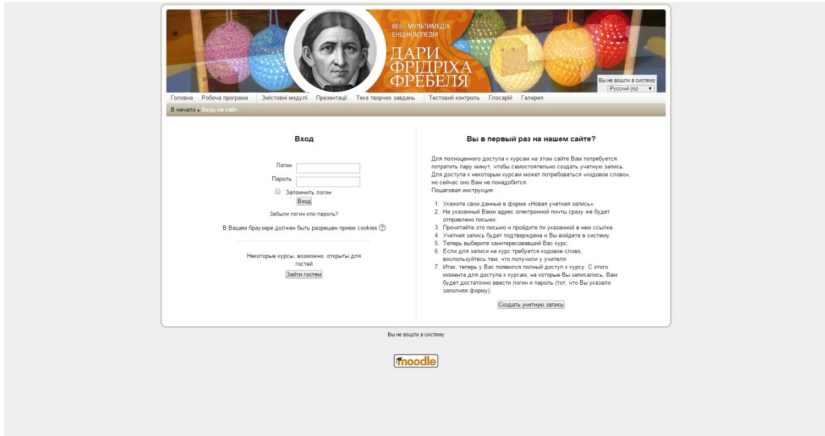 ВЕБ - МУЛЬТИМЕДІА
ЕНЦИКЛОПЕДІЯ
ДАРИ
ФРІДРІХА
ФРЕБЕЛЯ
Вы не вошли в систему
Русский (ru)
Головна Робоча програма Змістовні модулі Презентації Тека творчих завдань Тестовий контроль Глосарій Галерея
В начало ▸ Вход на сайт
Вход
Логин
Пароль
Запомнить логин
Вход
Забыли логин или пароль?
В Вашем браузере должен быть разрешен прием cookies
Некоторые курсы, возможно, открыты для
гостей
Зайти гостем
Вы в первый раз на нашем сайте?
Для полноценного доступа к курсам на этом сайте Вам потребуется
потратить пару минут, чтобы самостоятельно создать учетную запись.
Для доступа к некоторым курсам может потребоваться «кодовое слово»,
но сейчас оно Вам не понадобится.
Пошаговая инструкция:
1. Укажите свои данные в форме «Новая учетная запись».
2. На указанный Вами адрес электронной почты сразу же будет
отправлено письмо.
3. Прочитайте это письмо и пройдите по указанной в нем ссылке.
4. Учетная запись будет подтверждена и Вы войдете в систему.
5. Теперь выберите заинтересовавший Вас курс.
6. Если для записи на курс требуется кодовое слово,
воспользуйтесь тем, что получили у учителя.
7. Итак, теперь у Вас появился полный доступ к курсу. С этого
момента для доступа к курсам, на которые Вы записались, Вам
будет достаточно ввести логин и пароль (тот, что Вы указали
заполняя форму).
Создать учетную запись
Вы не вошли в систему
moodle